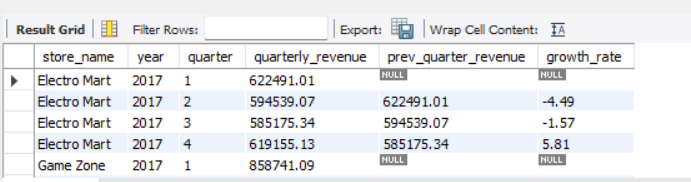 Result Grid Filter Rows: Export: Wrap Cell Content: IA
store_name year quarter quarterly_revenue prev_quarter_revenue growth_rate
Electro Mart 2017 1 622491.01 NULL NULL
Electro Mart 2017 2 594539.07 622491.01 -4.49
Electro Mart 2017 3 585175.34 594539.07 -1.57
Electro Mart 2017 4 619155.13 585175.34 5.81
Game Zone 2017 1 858741.09 NULL NULL